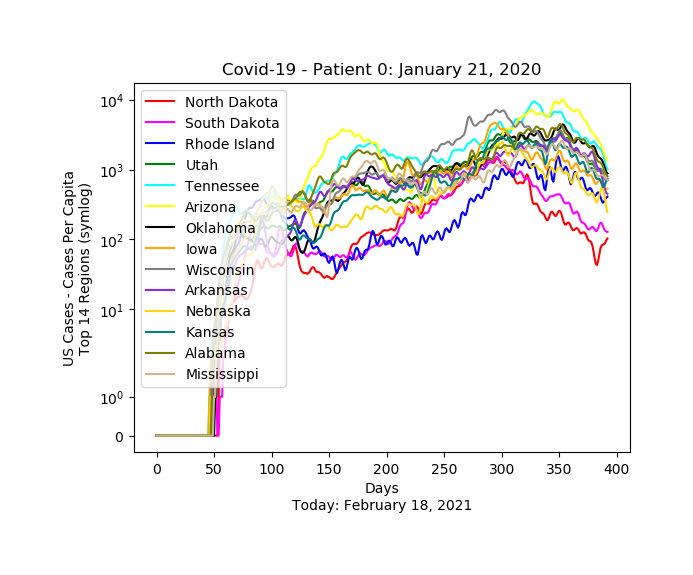 Covid-19 - Patient 0: January 21, 2020
US Cases - Cases Per Capita
Top 14 Regions (symlog)
10^4
10^3
10^2
10^1
10^0
0
North Dakota
South Dakota
Rhode Island
Utah
Tennessee
Arizona
Oklahoma
Iowa
Wisconsin
Arkansas
Nebraska
Kansas
Alabama
Mississippi
0 50 100 150 200 250 300 350 400
Days
Today: February 18, 2021